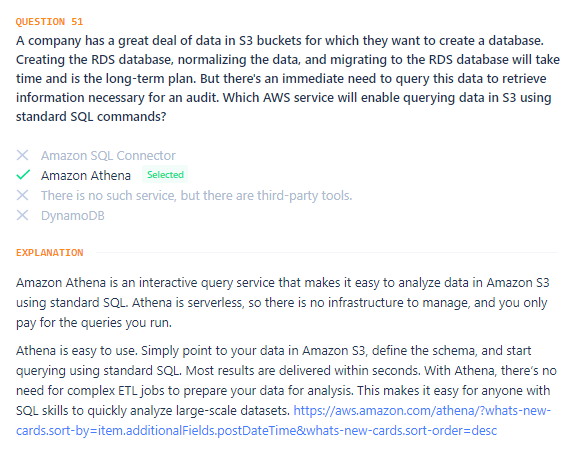 QUESTION 51
A company has a great deal of data in S3 buckets for which they want to create a database.
Creating the RDS database, normalizing the data, and migrating to the RDS database will take
time and is the long-term plan. But there's an immediate need to query this data to retrieve
information necessary for an audit. Which AWS service will enable querying data in S3 using
standard SQL commands?
Amazon SQL Connector
Amazon Athena Selected
There is no such service, but there are third-party tools.
DynamoDB
EXPLANATION
Amazon Athena is an interactive query service that makes it easy to analyze data in Amazon S3
using standard SQL. Athena is serverless, so there is no infrastructure to manage, and you only
pay for the queries you run.
Athena is easy to use. Simply point to your data in Amazon S3, define the schema, and start
querying using standard SQL. Most results are delivered within seconds. With Athena, there's no
need for complex ETL jobs to prepare your data for analysis. This makes it easy for anyone with
SQL skills to quickly analyze large-scale datasets. https://aws.amazon.com/athena/?whats-new-
cards.sort-by=item.additionalFields.postDateTime&whats-new-cards.sort-order=desc